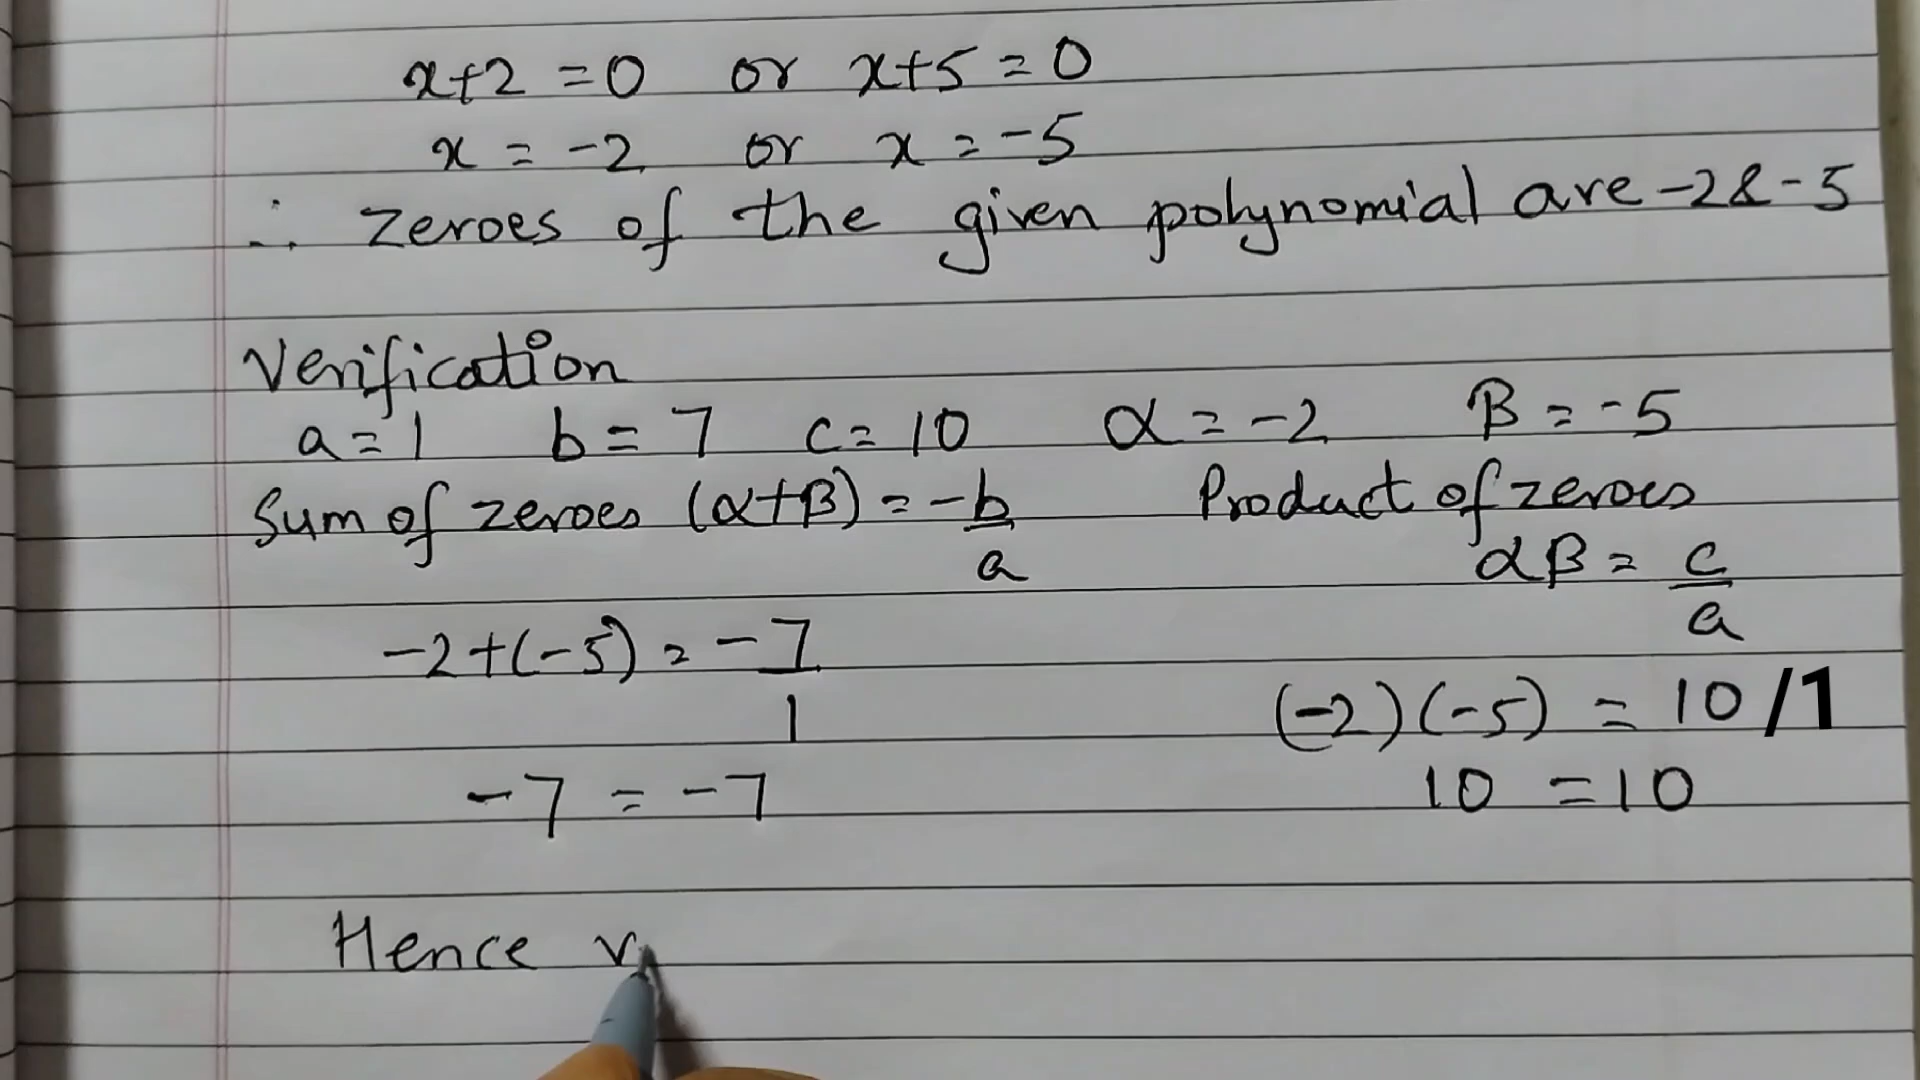 x+2 = 0 or x+5 = 0
x = -2 or x = -5
∴ zeroes of the given polynomial are -2 & -5
Verification
a = 1 b = 7 c = 10 α = -2 β = -5
Sum of zeroes (α+β) = -b/a
-2+(-5) = -7/1
-7 = -7
Product of zeroes
αβ = c/a
(-2)(-5) = 10/1
10 = 10
Hence v